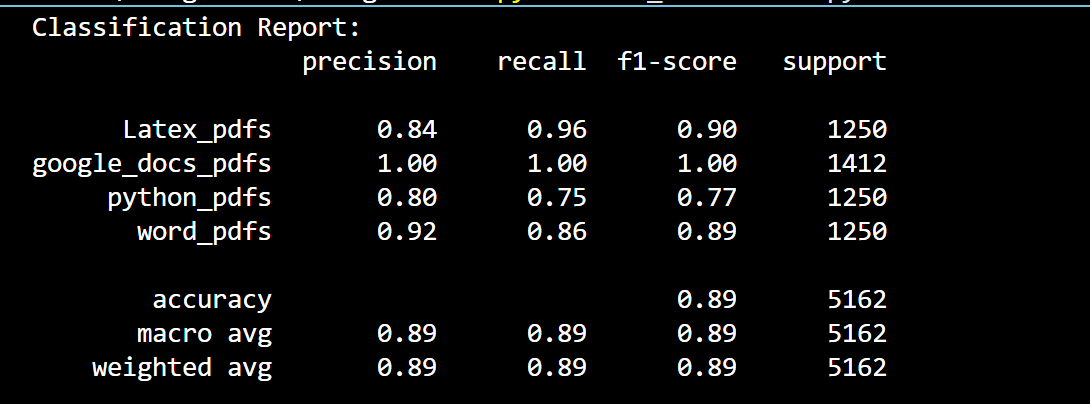 Classification Report:
precision recall f1-score support
Latex_pdfs 0.84 0.96 0.90 1250
google_docs_pdfs 1.00 1.00 1.00 1412
python_pdfs 0.80 0.75 0.77 1250
word_pdfs 0.92 0.86 0.89 1250
accuracy 0.89 5162
macro avg 0.89 0.89 0.89 5162
weighted avg 0.89 0.89 0.89 5162